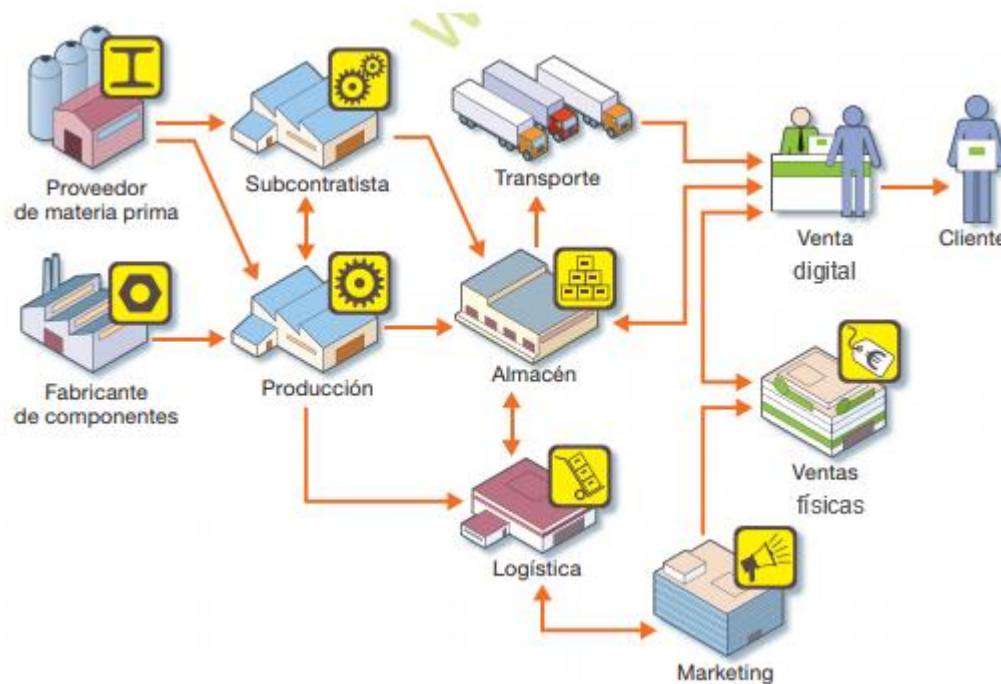 W
Proveedor
de materia prima
Subcontratista
Transporte
Venta
digital
Cliente
Fabricante
de componentes
Producción
Almacén
€
Ventas
físicas
Logística
Marketing